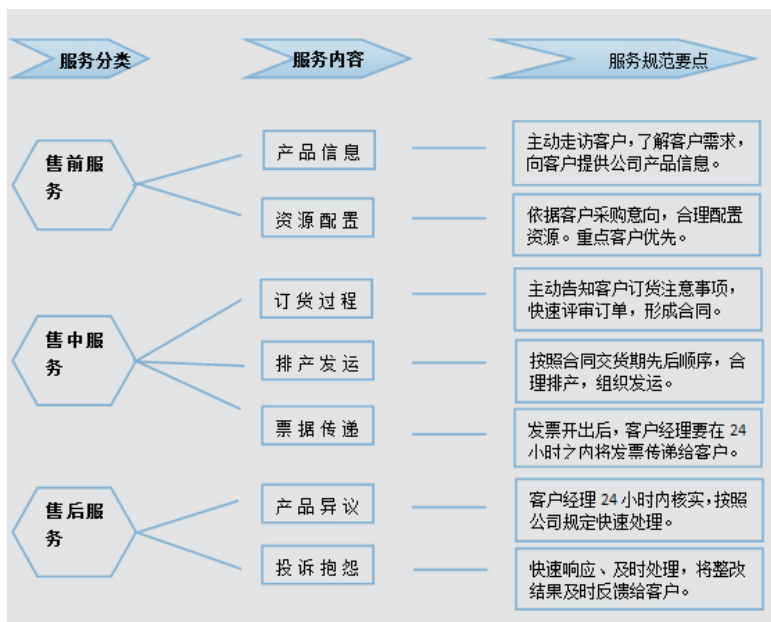 服务分类
服务内容
服务规范要点
售前服
务
产品信息
主动走访客户，了解客户需求，
向客户提供公司产品信息。
资源配置
依据客户采购意向，合理配置
资源。重点客户优先。
售中服
务
订货过程
主动告知客户订货注意事项，
快速评审订单，形成合同。
排产发运
按照合同交货期先后顺序，合
理排产，组织发运。
票据传递
发票开出后，客户经理要在 24
小时之内将发票传递给客户。
售后服
务
产品异议
客户经理 24 小时内核实，按照
公司规定快速处理。
投诉抱怨
快速响应、及时处理，将整改
结果及时反馈给客户。